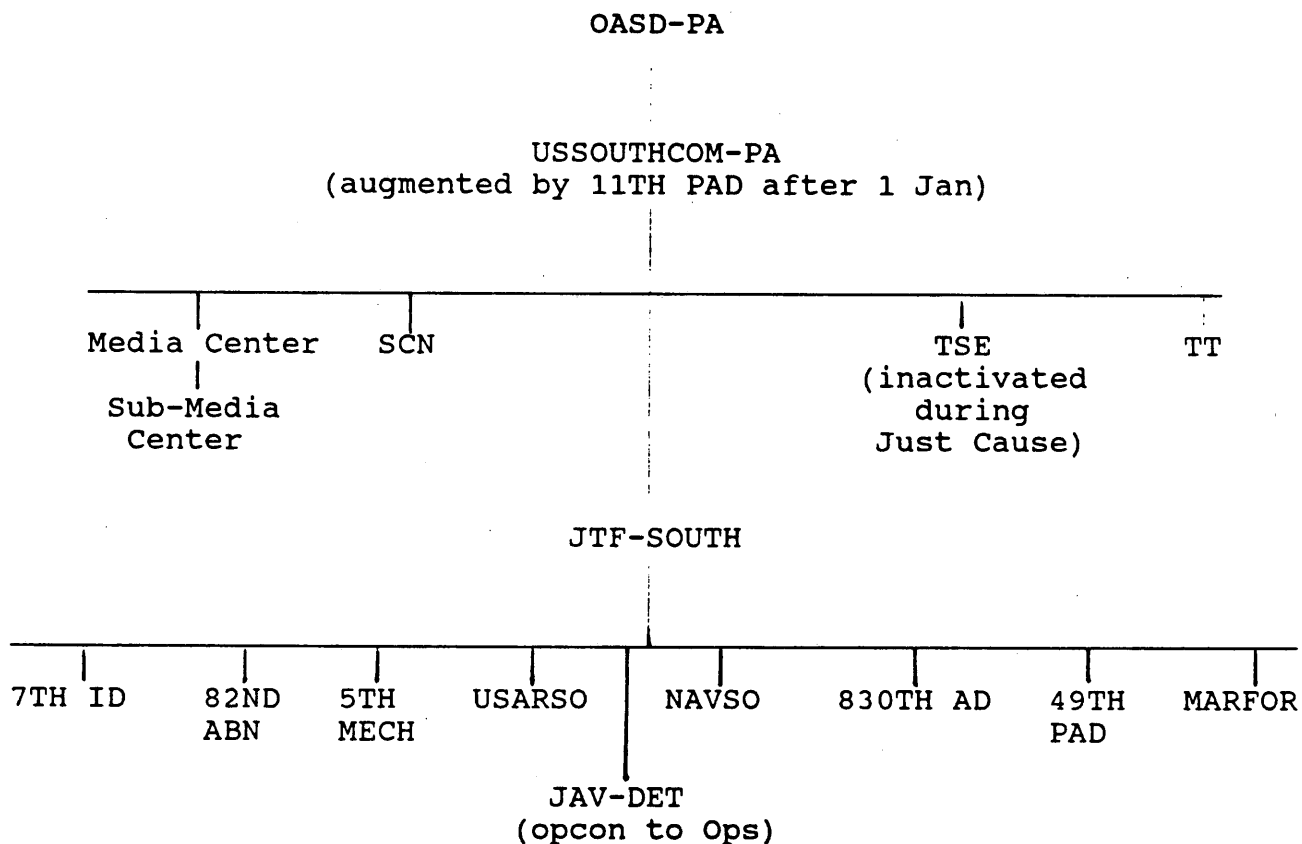 OASD-PA
USSOUTHCOM-PA
(augmented by 11TH PAD after 1 Jan)
Media Center SCN TSE TT
(inactivated
during
Just Cause)
Sub-Media
Center
JTF-SOUTH
7TH ID 82ND 5TH USARSO NAVSO 830TH AD 49TH MARFOR
ABN MECH PAD
JAV-DET
(opcon to Ops)